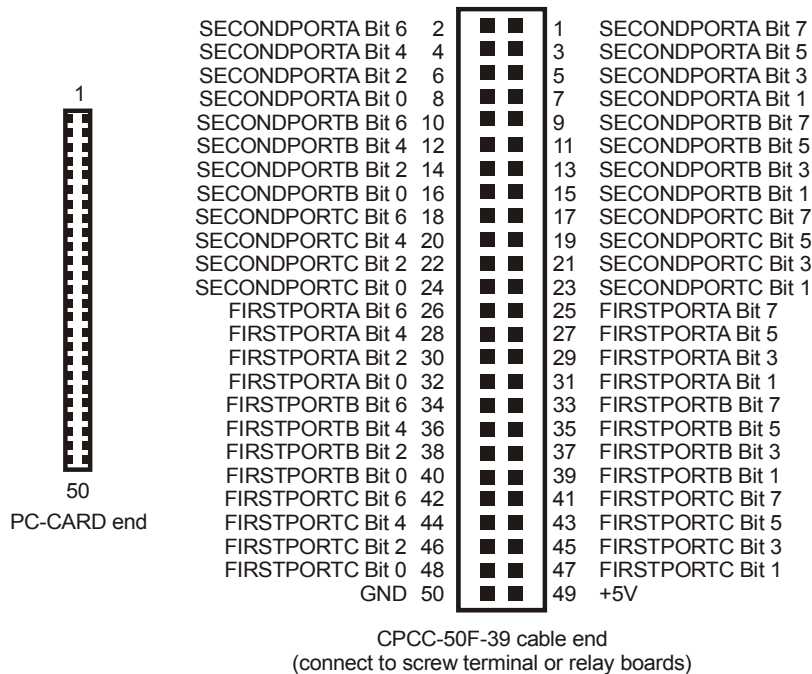 SECONDPORTA Bit 6 2 1 SECONDPORTA Bit 7
SECONDPORTA Bit 4 4 3 SECONDPORTA Bit 5
SECONDPORTA Bit 2 6 5 SECONDPORTA Bit 3
SECONDPORTA Bit 0 8 7 SECONDPORTA Bit 1
SECONDPORTB Bit 6 10 9 SECONDPORTB Bit 7
SECONDPORTB Bit 4 12 11 SECONDPORTB Bit 5
SECONDPORTB Bit 2 14 13 SECONDPORTB Bit 3
SECONDPORTB Bit 0 16 15 SECONDPORTB Bit 1
SECONDPORTC Bit 6 18 17 SECONDPORTC Bit 7
SECONDPORTC Bit 4 20 19 SECONDPORTC Bit 5
SECONDPORTC Bit 2 22 21 SECONDPORTC Bit 3
SECONDPORTC Bit 0 24 23 SECONDPORTC Bit 1
FIRSTPORTA Bit 6 26 25 FIRSTPORTA Bit 7
FIRSTPORTA Bit 4 28 27 FIRSTPORTA Bit 5
FIRSTPORTA Bit 2 30 29 FIRSTPORTA Bit 3
FIRSTPORTA Bit 0 32 31 FIRSTPORTA Bit 1
FIRSTPORTB Bit 6 34 33 FIRSTPORTB Bit 7
FIRSTPORTB Bit 4 36 35 FIRSTPORTB Bit 5
FIRSTPORTB Bit 2 38 37 FIRSTPORTB Bit 3
FIRSTPORTB Bit 0 40 39 FIRSTPORTB Bit 1
FIRSTPORTC Bit 6 42 41 FIRSTPORTC Bit 7
FIRSTPORTC Bit 4 44 43 FIRSTPORTC Bit 5
FIRSTPORTC Bit 2 46 45 FIRSTPORTC Bit 3
FIRSTPORTC Bit 0 48 47 FIRSTPORTC Bit 1
GND 50 49 +5V
1
50
PC-CARD end
CPCC-50F-39 cable end
(connect to screw terminal or relay boards)